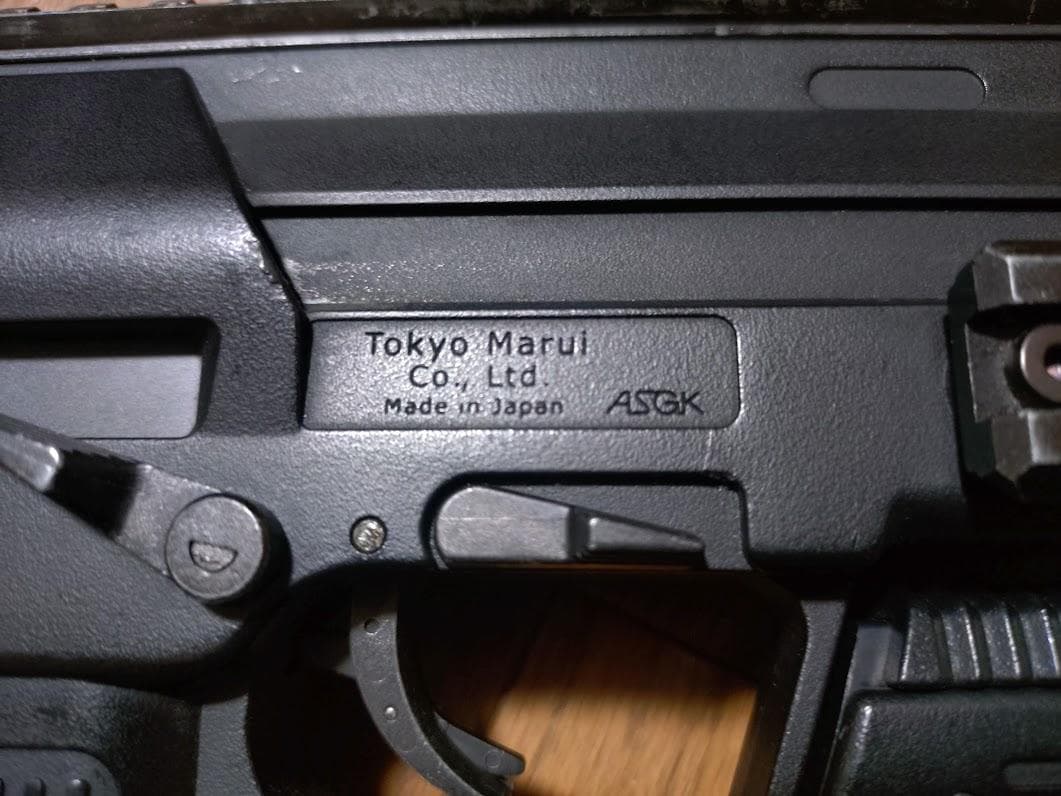 Tokyo Marui
Co., Ltd.
Made in Japan ASGK